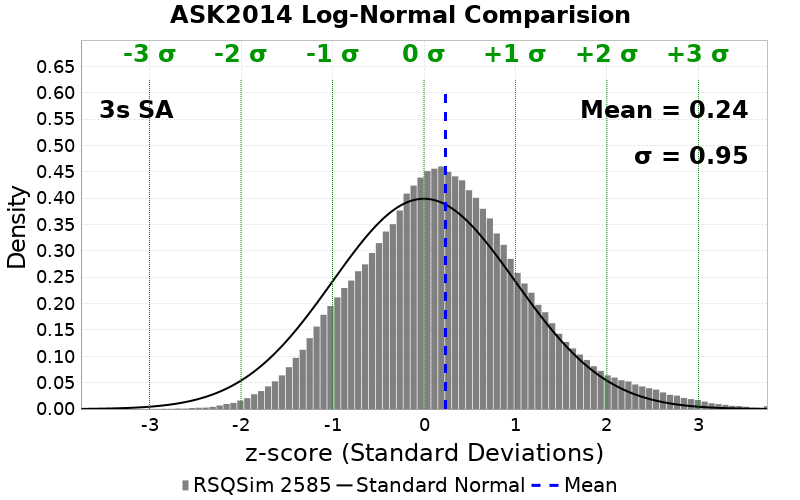 ASK2014 Log-Normal Comparision
-3 σ -2 σ -1 σ 0 σ +1 σ +2 σ +3 σ
3s SA
Mean = 0.24
σ = 0.95
Density
0.65
0.60
0.55
0.50
0.45
0.40
0.35
0.30
0.25
0.20
0.15
0.10
0.05
0.00
-3 -2 -1 0 1 2 3
z-score (Standard Deviations)
RSQSim 2585 Standard Normal Mean